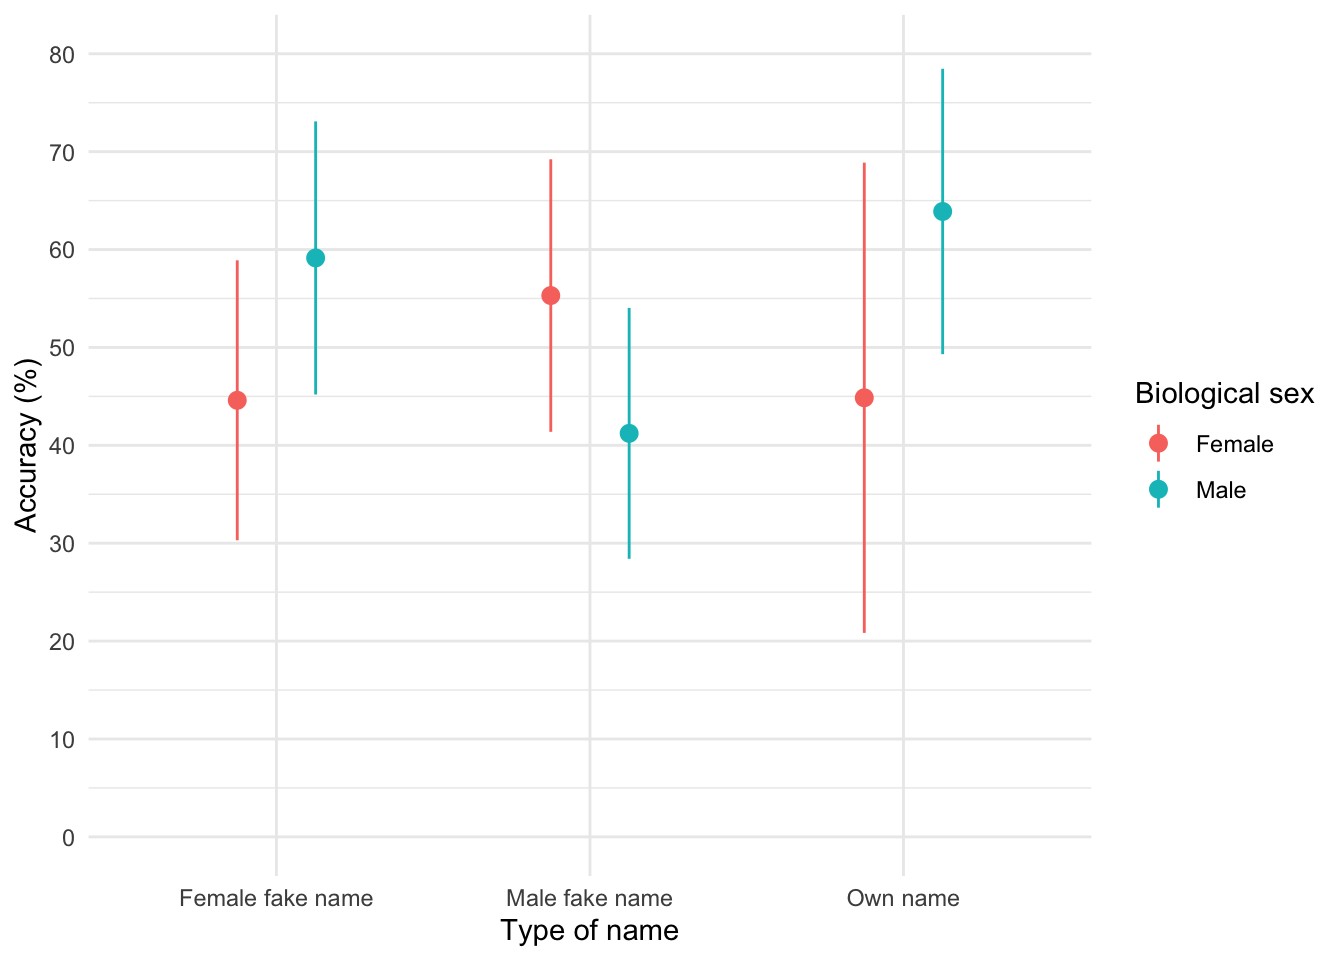 80
70
60
50
40
30
20
10
0
Accuracy (%)
Female fake name
Male fake name
Own name
Type of name
Biological sex
Female
Male